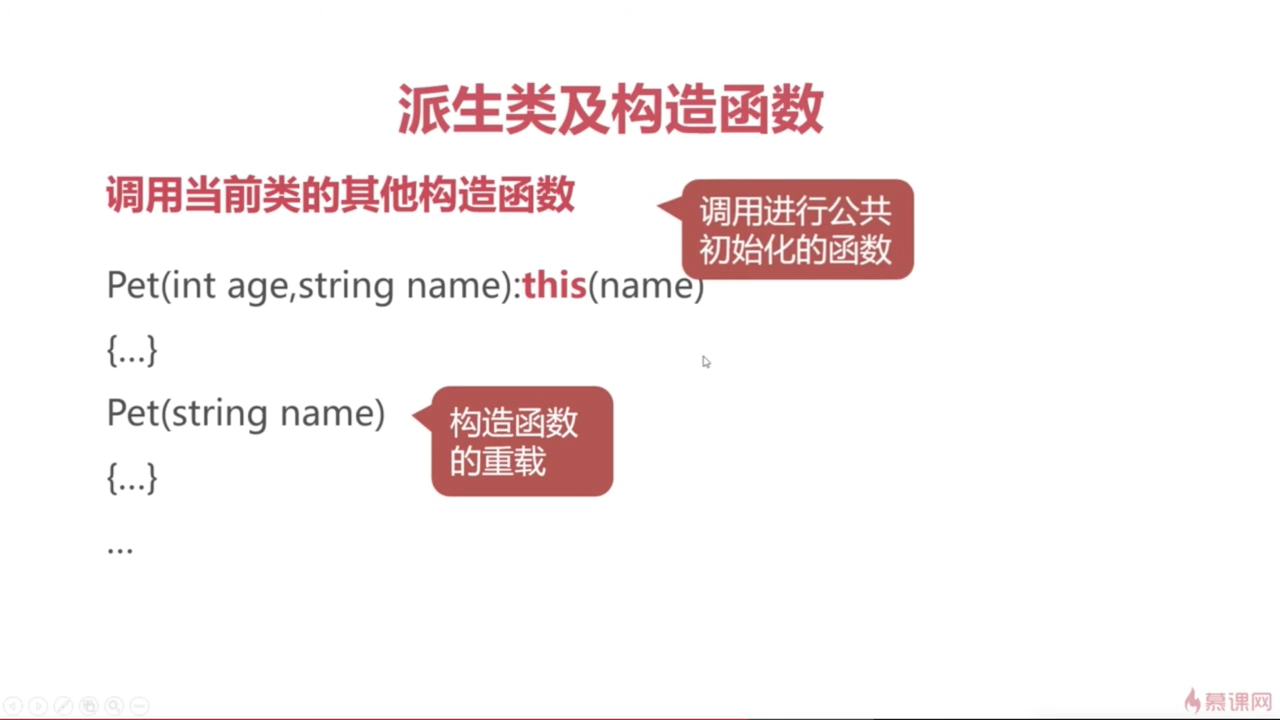 派生类及构造函数
调用当前类的其他构造函数
调用进行公共
初始化的函数
Pet(int age,string name):this(name)
{...}
Pet(string name)
构造函数
的重载
{...}
...
慕课网